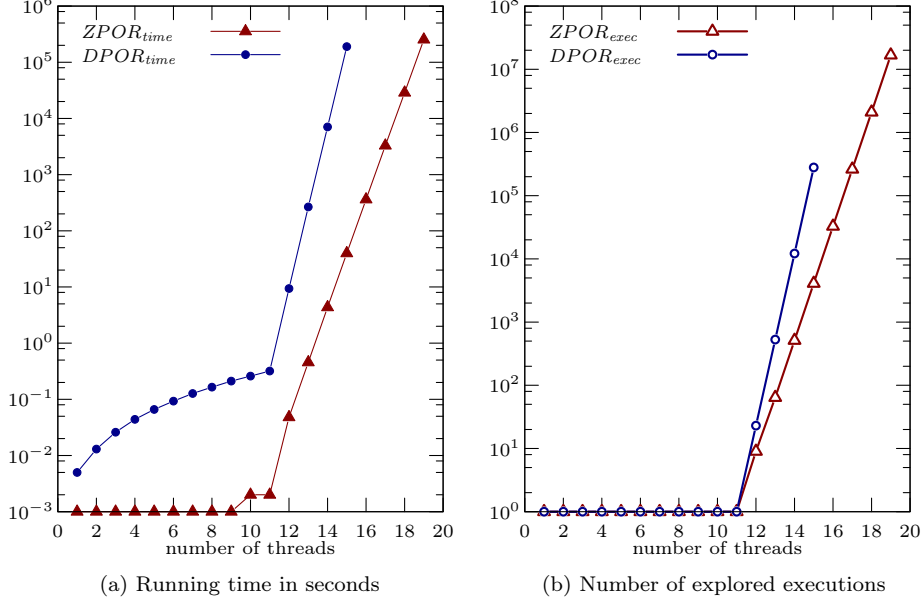 10^6
10^5
10^4
10^3
10^2
10^1
10^0
10^−1
10^−2
10^−3
ZPOR_time
DPOR_time
0 2 4 6 8 10 12 14 16 18 20
number of threads
(a) Running time in seconds
10^8
10^7
10^6
10^5
10^4
10^3
10^2
10^1
10^0
ZPOR_exec
DPOR_exec
0 2 4 6 8 10 12 14 16 18 20
number of threads
(b) Number of explored executions